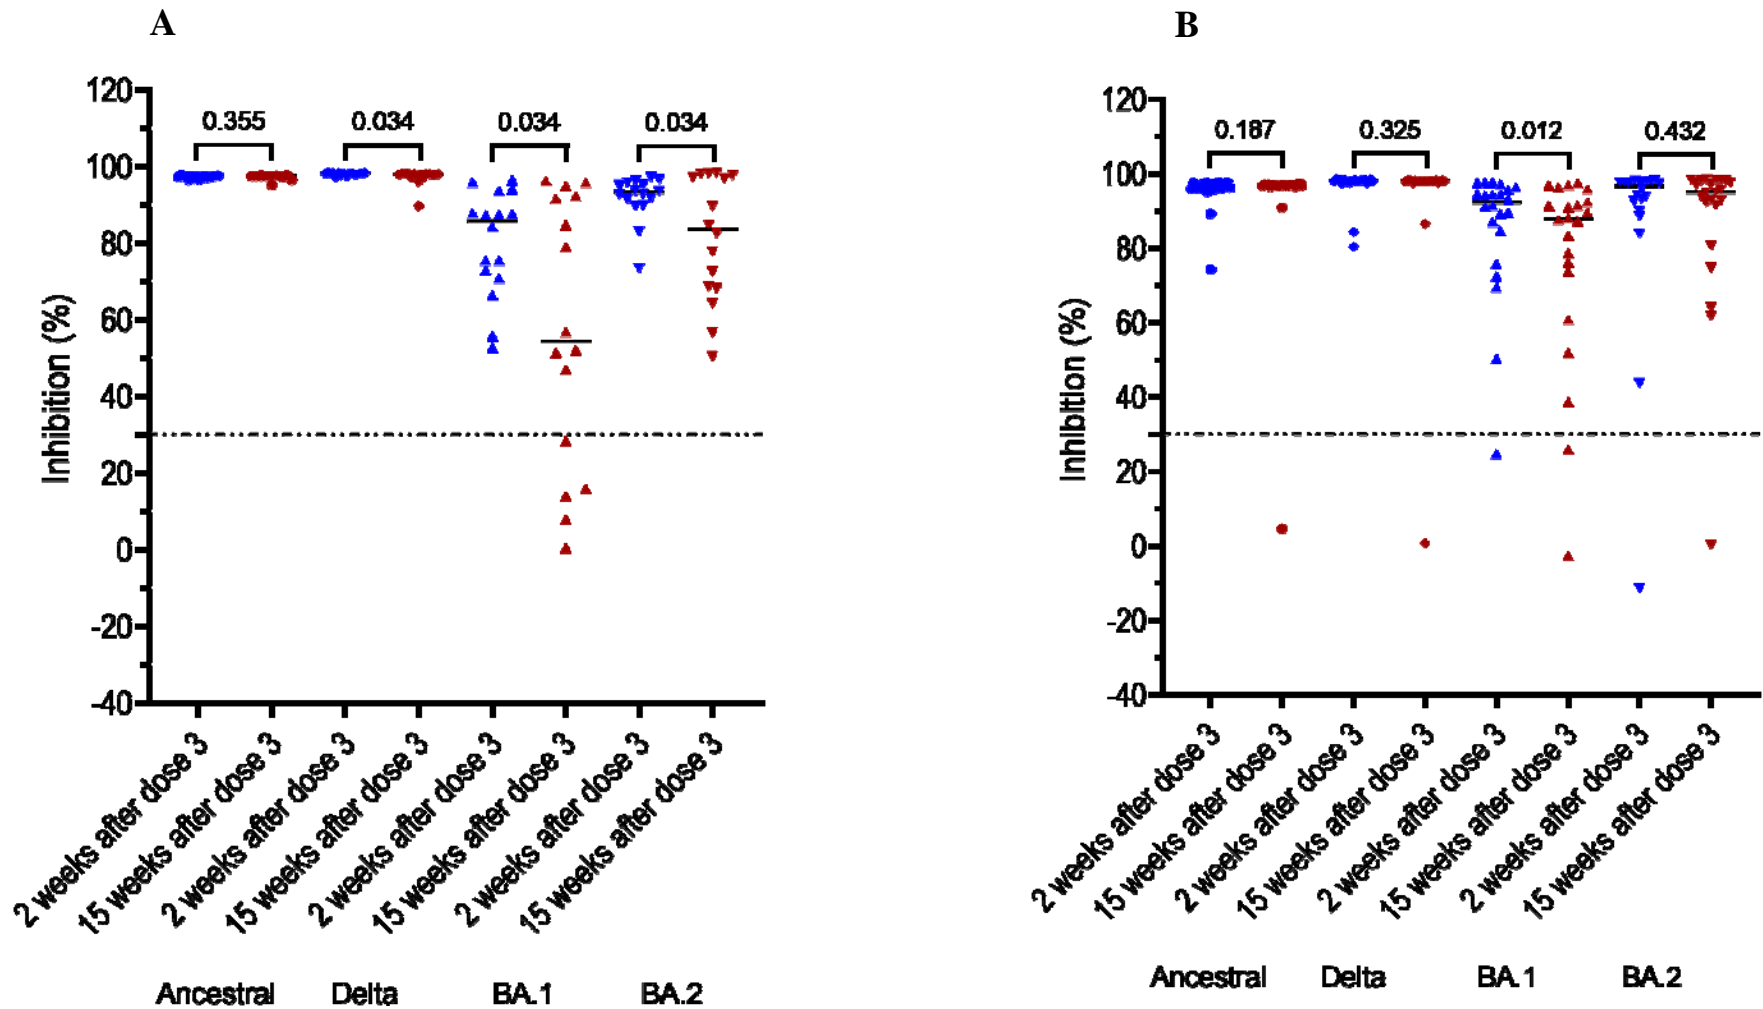 A
120
100
80
60
40
20
0
-20
-40
Inhibition (%)
0.355
0.034
0.034
0.034
2 weeks after dose 3
15 weeks after dose 3
2 weeks after dose 3
15 weeks after dose 3
2 weeks after dose 3
15 weeks after dose 3
2 weeks after dose 3
15 weeks after dose 3
Ancestral Delta BA.1 BA.2
B
120
100
80
60
40
20
0
-20
-40
Inhibition (%)
0.187
0.325
0.012
0.432
2 weeks after dose 3
15 weeks after dose 3
2 weeks after dose 3
15 weeks after dose 3
2 weeks after dose 3
15 weeks after dose 3
2 weeks after dose 3
15 weeks after dose 3
Ancestral Delta BA.1 BA.2